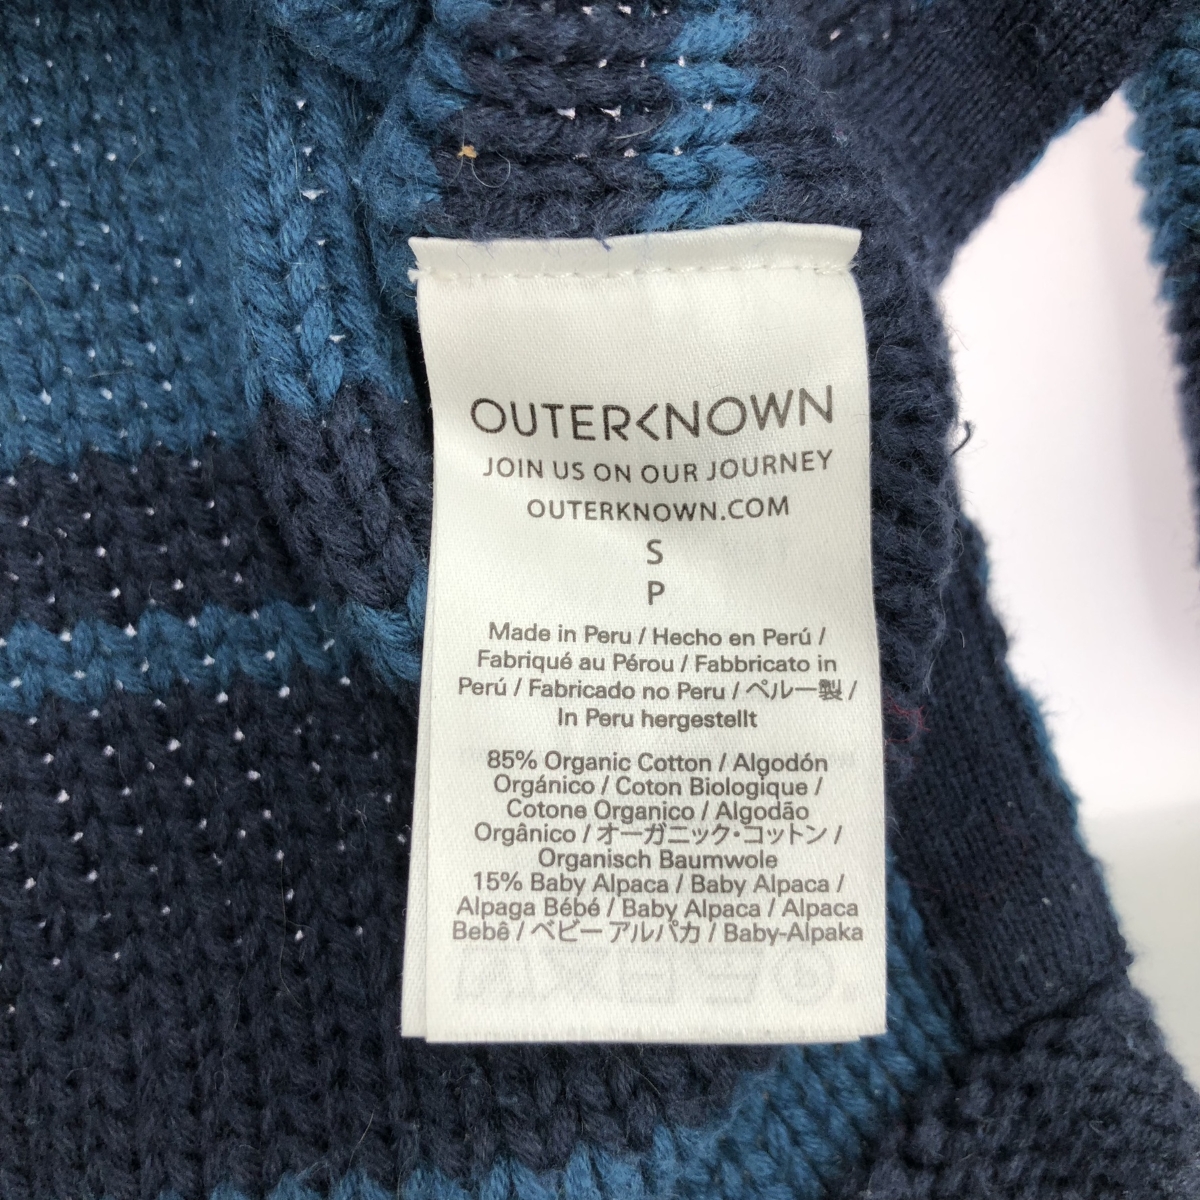 OUTERKNOWN
JOIN US ON OUR JOURNEY
OUTERKNOWN.COM
S
P
Made in Peru / Hecho en Perú /
Fabriqué au Pérou / Fabbricato in
Perú / Fabricado no Peru / ペルー製 /
In Peru hergestellt
85% Organic Cotton / Algodón
Orgánico / Coton Biologique /
Cotone Organico / Algodão
Orgânico / オーガニック・コットン /
Organisch Baumwole
15% Baby Alpaca / Baby Alpaca /
Alpaga Bébé / Baby Alpaca / Alpaca
Bebê / ベビーアルパカ / Baby-Alpaka